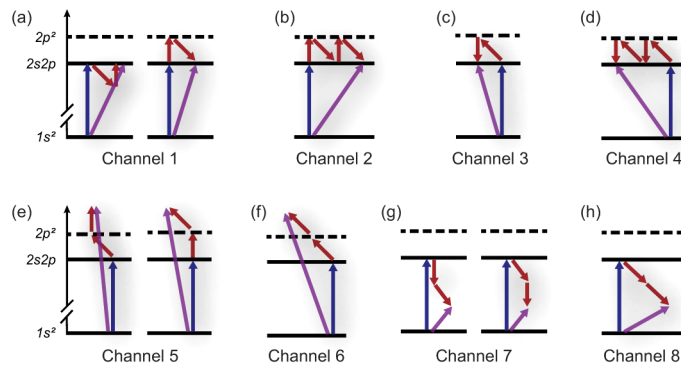 (a)
(b)
(c)
(d)
2p²
2s2p
1s²
Channel 1
Channel 2
Channel 3
Channel 4
(e)
(f)
(g)
(h)
2p²
2s2p
1s²
Channel 5
Channel 6
Channel 7
Channel 8